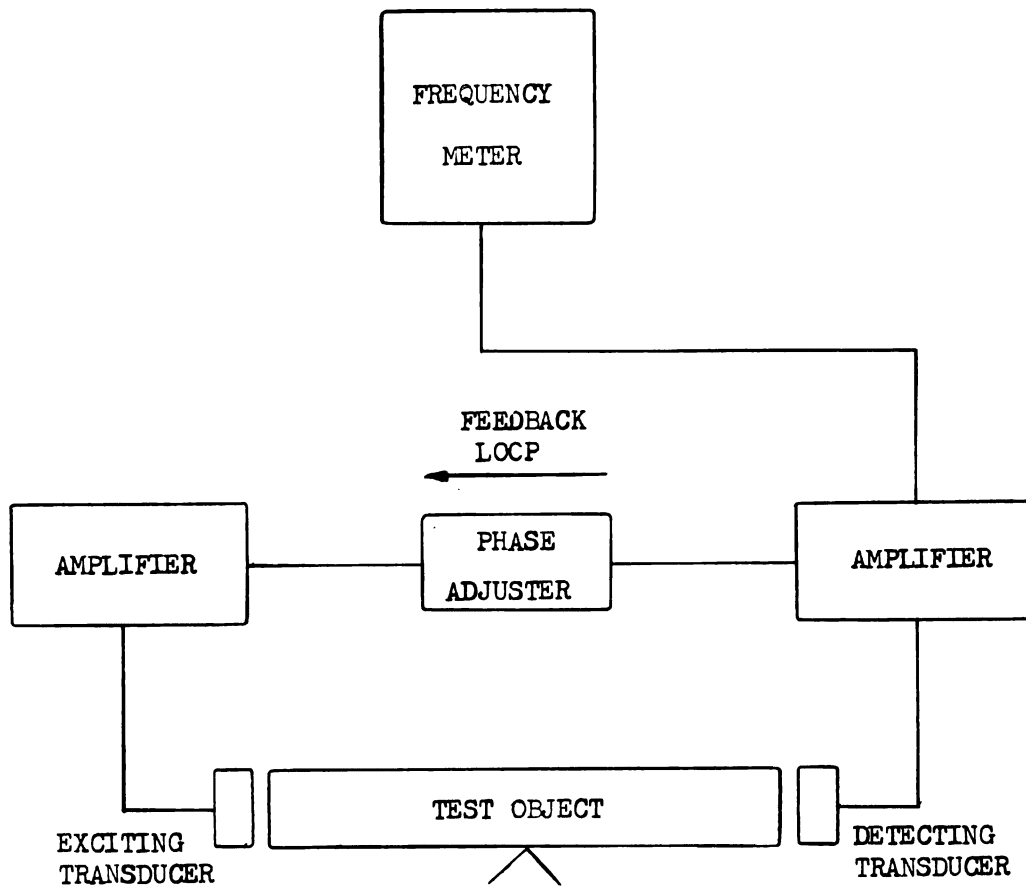 FREQUENCY
METER
FEEDBACK
LOCP
AMPLIFIER
PHASE
ADJUSTER
AMPLIFIER
TEST OBJECT
EXCITING
TRANSDUCER
DETECTING
TRANSDUCER